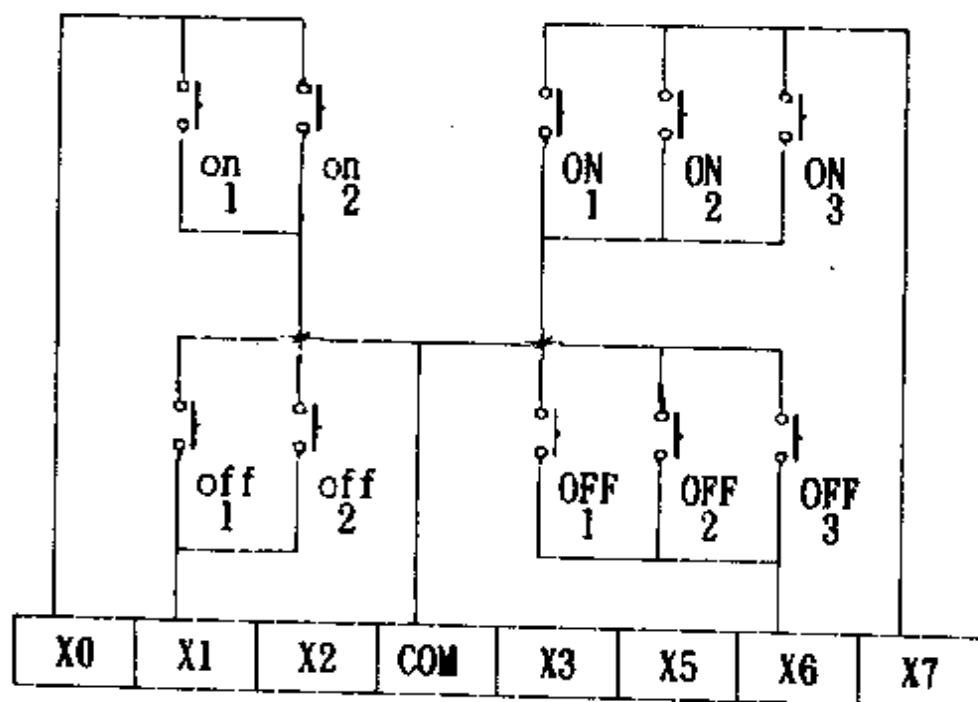 on 1
on 2
ON 1
ON 2
ON 3
off 1
off 2
OFF 1
OFF 2
OFF 3
X0 X1 X2 COM X3 X5 X6 X7